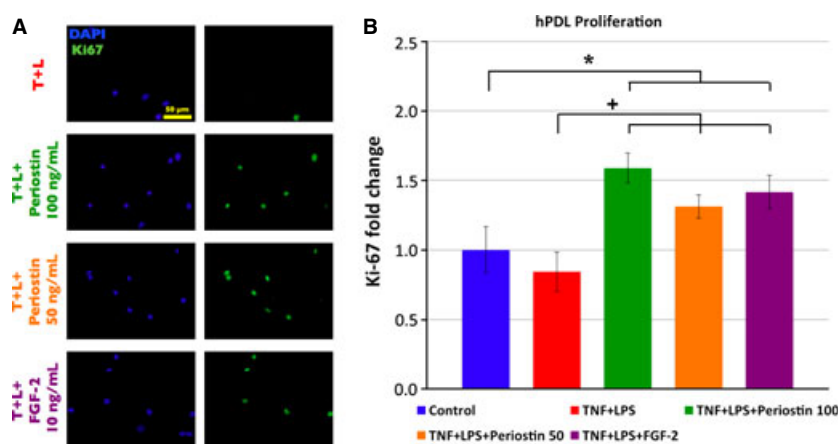 A
DAPI
Ki67
T+L
50 µm
T+L+
Periostin
100 ng/mL
T+L+
Periostin
50 ng/mL
T+L+
FGF-2
10 ng/mL
B
hPDL Proliferation
Ki-67 fold change
2.5
2.0
1.5
1.0
0.5
0.0
*
+
Control
TNF+LPS
TNF+LPS+Periostin 100
TNF+LPS+Periostin 50
TNF+LPS+FGF-2